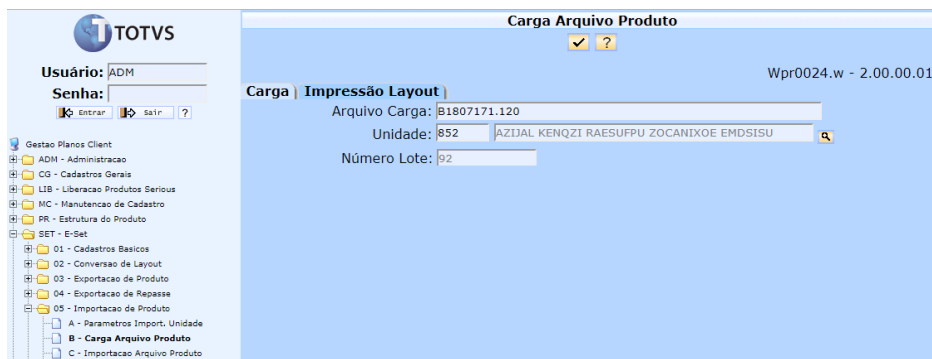 TOTVS
Usuário: ADM
Senha:
Entrar Sair ?
Gestao Planos Client
ADM - Administracao
CG - Cadastros Gerais
LIB - Liberacao Produtos Serious
MC - Manutencao de Cadastro
PR - Estrutura do Produto
SET - E-Set
01 - Cadastros Basicos
02 - Conversao de Layout
03 - Exportacao de Produto
04 - Exportacao de Repasse
05 - Importacao de Produto
A - Parametros Import. Unidade
B - Carga Arquivo Produto
C - Importacao Arquivo Produto
Carga Arquivo Produto
?
Wpr0024.w - 2.00.00.01
Carga Impressão Layout
Arquivo Carga: B1807171.120
Unidade: 852 AZIJAL KENQZI RAESUFPU ZOCANIXOE EMDSISU
Número Lote: 92